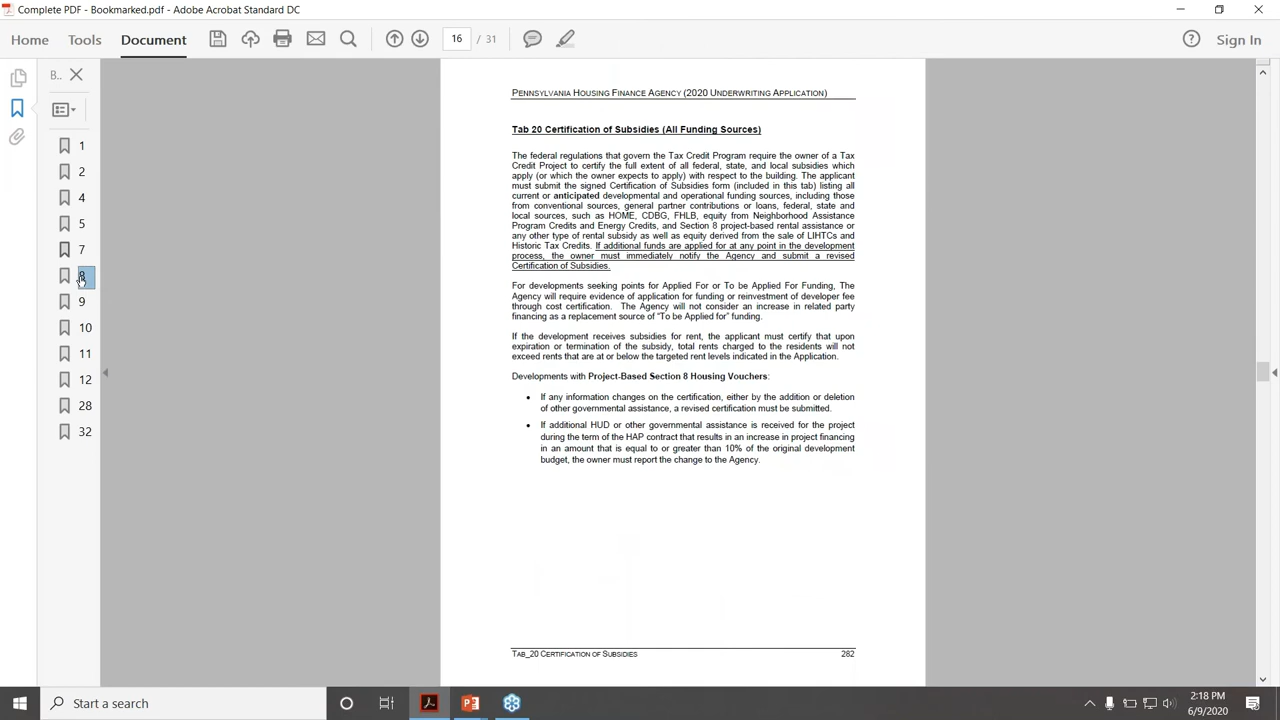 Complete PDF - Bookmarked.pdf - Adobe Acrobat Standard DC
Home
Tools
Document
16
/ 31
Sign In
B..
1
2
4
5
7
8
9
10
11
12
28
32
PENNSYLVANIA HOUSING FINANCE AGENCY (2020 UNDERWRITING APPLICATION)
Tab 20 Certification of Subsidies (All Funding Sources)
The federal regulations that govern the Tax Credit Program require the owner of a Tax
Credit Project to certify the full extent of all federal, state, and local subsidies which
apply (or which the owner expects to apply) with respect to the building. The applicant
must submit the signed Certification of Subsidies form (included in this tab) listing all
current or anticipated developmental and operational funding sources, including those
from conventional sources, general partner contributions or loans, federal, state and
local sources, such as HOME, CDBG, FHLB, equity from Neighborhood Assistance
Program Credits and Energy Credits, and Section 8 project-based rental assistance or
any other type of rental subsidy as well as equity derived from the sale of LIHTCs and
Historic Tax Credits. If additional funds are applied for at any point in the development
process, the owner must immediately notify the Agency and submit a revised
Certification of Subsidies.
For developments seeking points for Applied For or To be Applied For Funding, The
Agency will require evidence of application for funding or reinvestment of developer fee
through cost certification. The Agency will not consider an increase in related party
financing as a replacement source of "To be Applied for" funding.
If the development receives subsidies for rent, the applicant must certify that upon
expiration or termination of the subsidy, total rents charged to the residents will not
exceed rents that are at or below the targeted rent levels indicated in the Application.
Developments with Project-Based Section 8 Housing Vouchers:
• If any information changes on the certification, either by the addition or deletion
of other governmental assistance, a revised certification must be submitted.
• If additional HUD or other governmental assistance is received for the project
during the term of the HAP contract that results in an increase in project financing
in an amount that is equal to or greater than 10% of the original development
budget, the owner must report the change to the Agency.
TAB_20 CERTIFICATION OF SUBSIDIES
282
Start a search
2:18 PM
6/9/2020